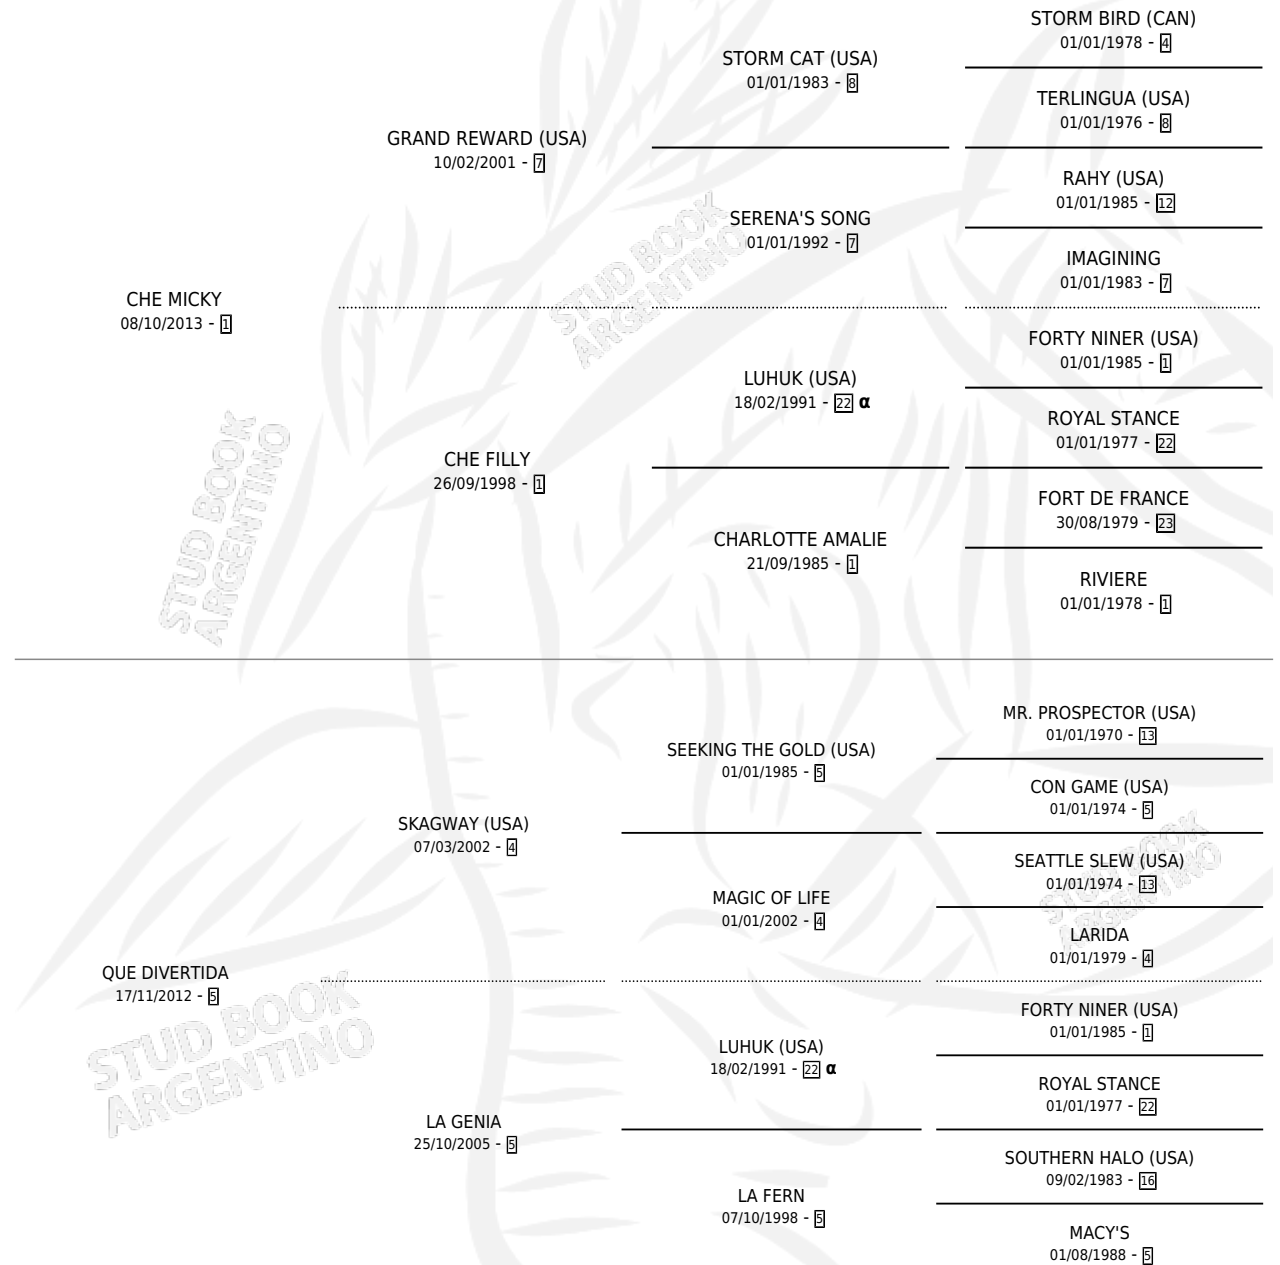 STORM BIRD (CAN)
01/01/1978 - 4
STORM CAT (USA)
01/01/1983 - 8
TERLINGUA (USA)
01/01/1976 - 8
GRAND REWARD (USA)
10/02/2001 - 7
RAHY (USA)
01/01/1985 - 12
SERENA'S SONG
01/01/1992 - 7
IMAGINING
01/01/1983 - 7
CHE MICKY
08/10/2013 - 1
FORTY NINER (USA)
01/01/1985 - 1
LUHUK (USA)
18/02/1991 - 22 α
ROYAL STANCE
01/01/1977 - 22
CHE FILLY
26/09/1998 - 1
FORT DE FRANCE
30/08/1979 - 23
CHARLOTTE AMALIE
21/09/1985 - 1
RIVIERE
01/01/1978 - 1
STUD BOOK
ARGENTINO
STUD BOOK
ARGENTINO
MR. PROSPECTOR (USA)
01/01/1970 - 13
SEEKING THE GOLD (USA)
01/01/1985 - 5
CON GAME (USA)
01/01/1974 - 5
SKAGWAY (USA)
07/03/2002 - 4
SEATTLE SLEW (USA)
01/01/1974 - 13
MAGIC OF LIFE
01/01/2002 - 4
LARIDA
01/01/1979 - 4
QUE DIVERTIDA
17/11/2012 - 5
FORTY NINER (USA)
01/01/1985 - 1
LUHUK (USA)
18/02/1991 - 22 α
ROYAL STANCE
01/01/1977 - 22
LA GENIA
25/10/2005 - 5
SOUTHERN HALO (USA)
09/02/1983 - 16
LA FERN
07/10/1998 - 5
MACY'S
01/08/1988 - 5
STUD BOOK
ARGENTINO
STUD BOOK
ARGENTINO